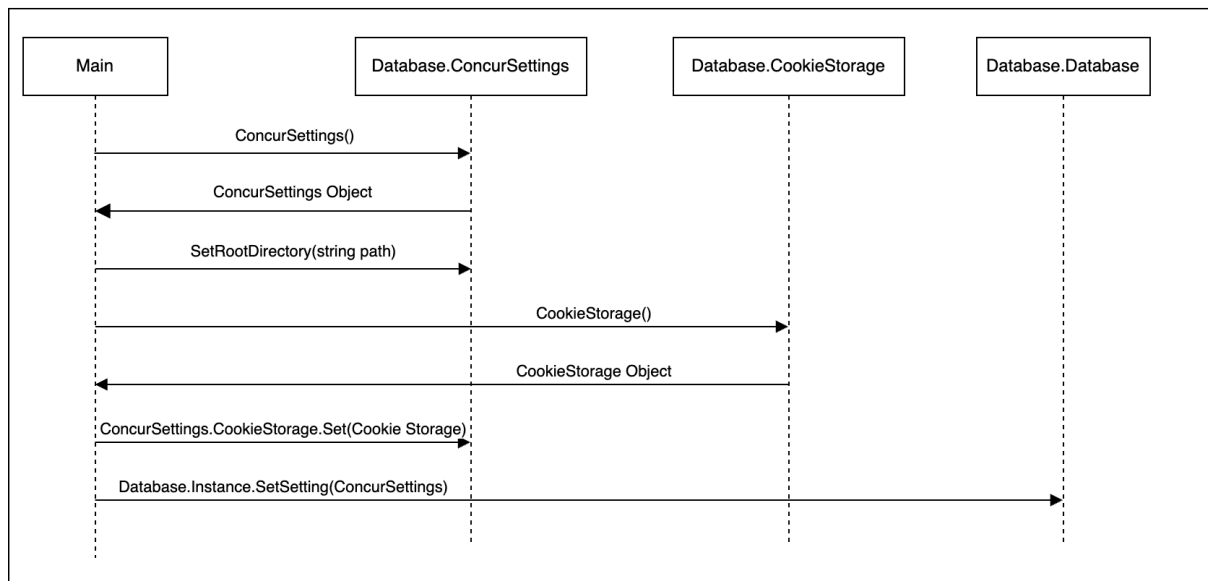 Main
Database.ConcurSettings
Database.CookieStorage
Database.Database
ConcurSettings()
ConcurSettings Object
SetRootDirectory(string path)
CookieStorage()
CookieStorage Object
ConcurSettings.CookieStorage.Set(Cookie Storage)
Database.Instance.SetSetting(ConcurSettings)